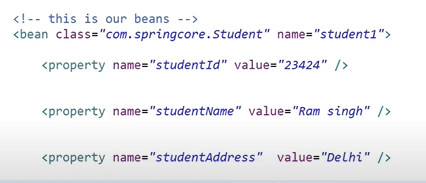 <!-- this is our beans -->
<bean class="com.springcore.Student" name="student1">
<property name="studentId" value="23424" />
<property name="studentName" value="Ram singh" />
<property name="studentAddress"  value="Delhi" />